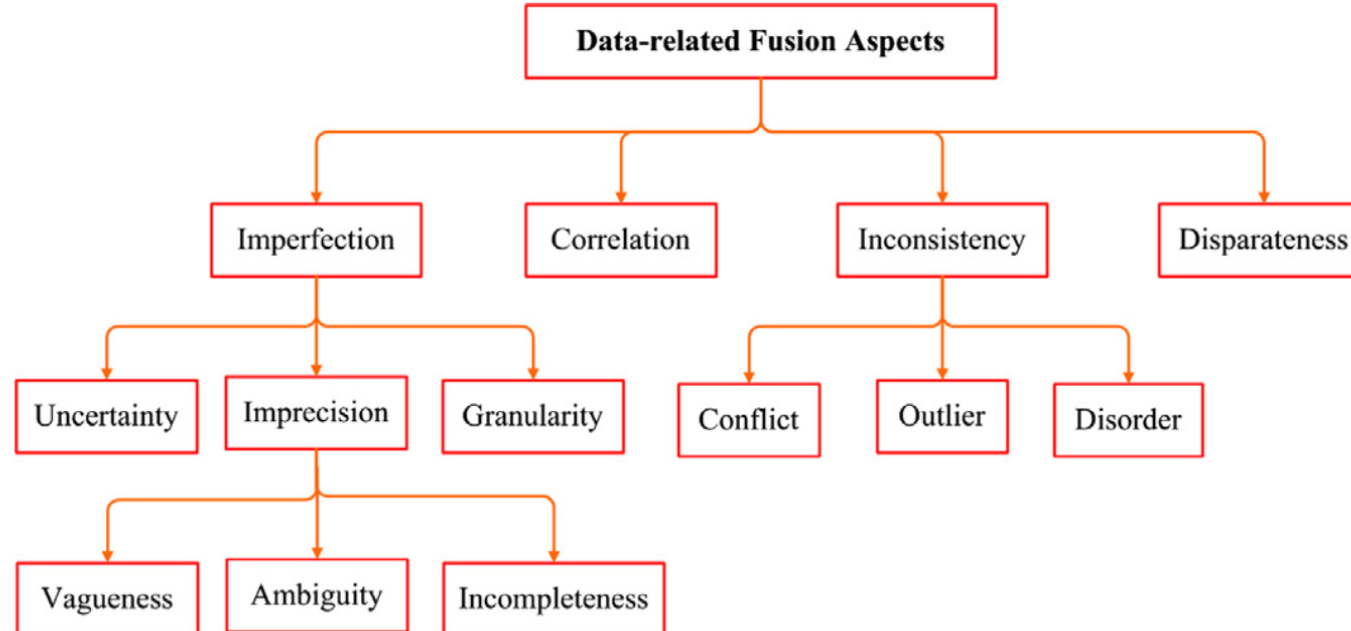 Data-related Fusion Aspects
Imperfection
Correlation
Inconsistency
Disparateness
Uncertainty
Imprecision
Granularity
Conflict
Outlier
Disorder
Vagueness
Ambiguity
Incompleteness